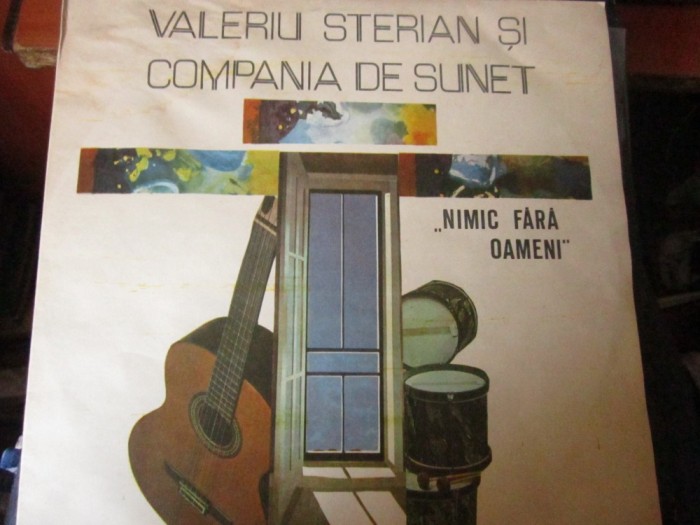 VALERIU STERIAN ȘI
COMPANIA DE SUNET
„NIMIC FĂRĂ
OAMENI"